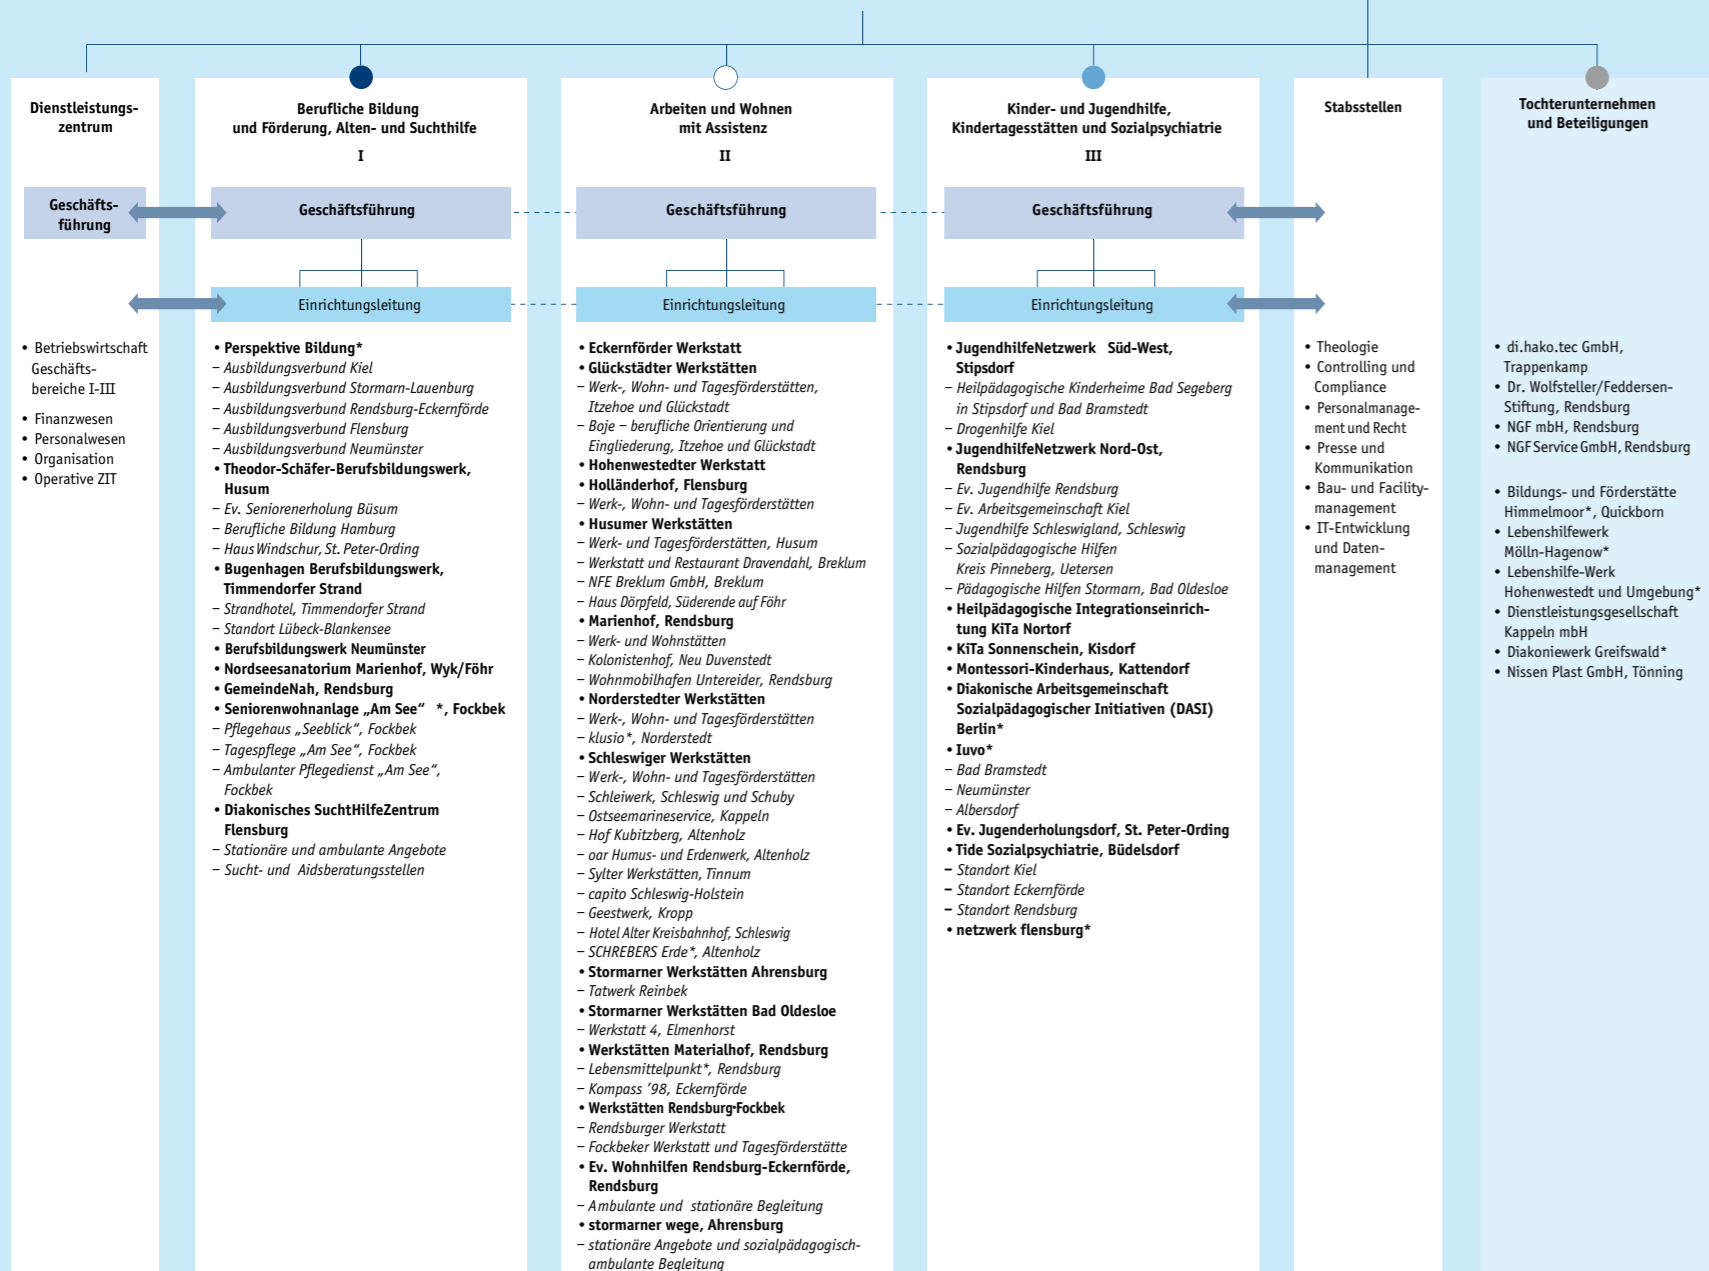 Dienstleistungs-
zentrum
Geschäfts-
führung
• Betriebswirtschaft
Geschäfts-
bereiche I-III
• Finanzwesen
• Personalwesen
• Organisation
• Operative ZIT
Berufliche Bildung
und Förderung, Alten- und Suchthilfe
I
Geschäftsführung
Einrichtungsleitung
• Perspektive Bildung*
– Ausbildungsverbund Kiel
– Ausbildungsverbund Stormarn-Lauenburg
– Ausbildungsverbund Rendsburg-Eckernförde
– Ausbildungsverbund Flensburg
– Ausbildungsverbund Neumünster
• Theodor-Schäfer-Berufsbildungswerk,
Husum
– Ev. Seniorenerholung Büsum
– Berufliche Bildung Hamburg
– Haus Windschur, St. Peter-Ording
• Bugenhagen Berufsbildungswerk,
Timmendorfer Strand
– Strandhotel, Timmendorfer Strand
– Standort Lübeck-Blankensee
• Berufsbildungswerk Neumünster
• Nordseesanatorium Marienhof, Wyk/Föhr
• GemeindeNah, Rendsburg
• Seniorenwohnanlage „Am See“ *, Fockbek
– Pflegehaus „Seeblick“, Fockbek
– Tagespflege „Am See“, Fockbek
– Ambulanter Pflegedienst „Am See“,
Fockbek
• Diakonisches SuchtHilfeZentrum
Flensburg
– Stationäre und ambulante Angebote
– Sucht- und Aidsberatungsstellen
Arbeiten und Wohnen
mit Assistenz
II
Geschäftsführung
Einrichtungsleitung
• Eckernförder Werkstatt
• Glückstädter Werkstätten
– Werk-, Wohn- und Tagesförderstätten,
Itzehoe und Glückstadt
– Boje – berufliche Orientierung und
Eingliederung, Itzehoe und Glückstadt
• Hohenwestedter Werkstatt
• Holländerhof, Flensburg
– Werk-, Wohn- und Tagesförderstätten
• Husumer Werkstätten
– Werk- und Tagesförderstätten, Husum
– Werkstatt und Restaurant Dravendahl, Breklum
– NFE Breklum GmbH, Breklum
– Haus Dörpfeld, Süderende auf Föhr
• Marienhof, Rendsburg
– Werk- und Wohnstätten
– Kolonistenhof, Neu Duvenstedt
– Wohnmobilhafen Untereider, Rendsburg
• Norderstedter Werkstätten
– Werk-, Wohn- und Tagesförderstätten
– klusio*, Norderstedt
• Schleswiger Werkstätten
– Werk-, Wohn- und Tagesförderstätten
– Schleiwerk, Schleswig und Schuby
– Ostseemarineservice, Kappeln
– Hof Kubitzberg, Altenholz
– oar Humus- und Erdenwerk, Altenholz
– Sylter Werkstätten, Tinnum
– capito Schleswig-Holstein
– Geestwerk, Kropp
– Hotel Alter Kreisbahnhof, Schleswig
– SCHREBERS Erde*, Altenholz
• Stormarner Werkstätten Ahrensburg
– Tatwerk Reinbek
• Stormarner Werkstätten Bad Oldesloe
– Werkstatt 4, Elmenhorst
• Werkstätten Materialhof, Rendsburg
– Lebensmittelpunkt*, Rendsburg
– Kompass ’98, Eckernförde
• Werkstätten Rendsburg•Fockbek
– Rendsburger Werkstatt
– Fockbeker Werkstatt und Tagesförderstätte
• Ev. Wohnhilfen Rendsburg-Eckernförde,
Rendsburg
– Ambulante und stationäre Begleitung
• stormarner wege, Ahrensburg
– stationäre Angebote und sozialpädagogisch-
ambulante Begleitung
Kinder- und Jugendhilfe,
Kindertagesstätten und Sozialpsychiatrie
III
Geschäftsführung
Einrichtungsleitung
• JugendhilfeNetzwerk Süd-West,
Stipsdorf
– Heilpädagogische Kinderheime Bad Segeberg
in Stipsdorf und Bad Bramstedt
– Drogenhilfe Kiel
• JugendhilfeNetzwerk Nord-Ost,
Rendsburg
– Ev. Jugendhilfe Rendsburg
– Ev. Arbeitsgemeinschaft Kiel
– Jugendhilfe Schleswigland, Schleswig
– Sozialpädagogische Hilfen
Kreis Pinneberg, Uetersen
– Pädagogische Hilfen Stormarn, Bad Oldesloe
• Heilpädagogische Integrationseinrich-
tung KiTa Nortorf
• KiTa Sonnenschein, Kisdorf
• Montessori-Kinderhaus, Kattendorf
• Diakonische Arbeitsgemeinschaft
Sozialpädagogischer Initiativen (DASI)
Berlin*
• Iuvo*
– Bad Bramstedt
– Neumünster
– Albersdorf
• Ev. Jugenderholungsdorf, St. Peter-Ording
• Tide Sozialpsychiatrie, Büdelsdorf
– Standort Kiel
– Standort Eckernförde
– Standort Rendsburg
• netzwerk flensburg*
Stabsstellen
• Theologie
• Controlling und
Compliance
• Personalmanage-
ment und Recht
• Presse und
Kommunikation
• Bau- und Facility-
management
• IT-Entwicklung
und Daten-
management
Tochterunternehmen
und Beteiligungen
• di.hako.tec GmbH,
Trappenkamp
• Dr. Wolfsteller/Feddersen-
Stiftung, Rendsburg
• NGF mbH, Rendsburg
• NGF Service GmbH, Rendsburg
• Bildungs- und Förderstätte
Himmelmoor*, Quickborn
• Lebenshilfewerk
Mölln-Hagenow*
• Lebenshilfe-Werk
Hohenwestedt und Umgebung*
• Dienstleistungsgesellschaft
Kappeln mbH
• Diakoniewerk Greifswald*
• Nissen Plast GmbH, Tönning